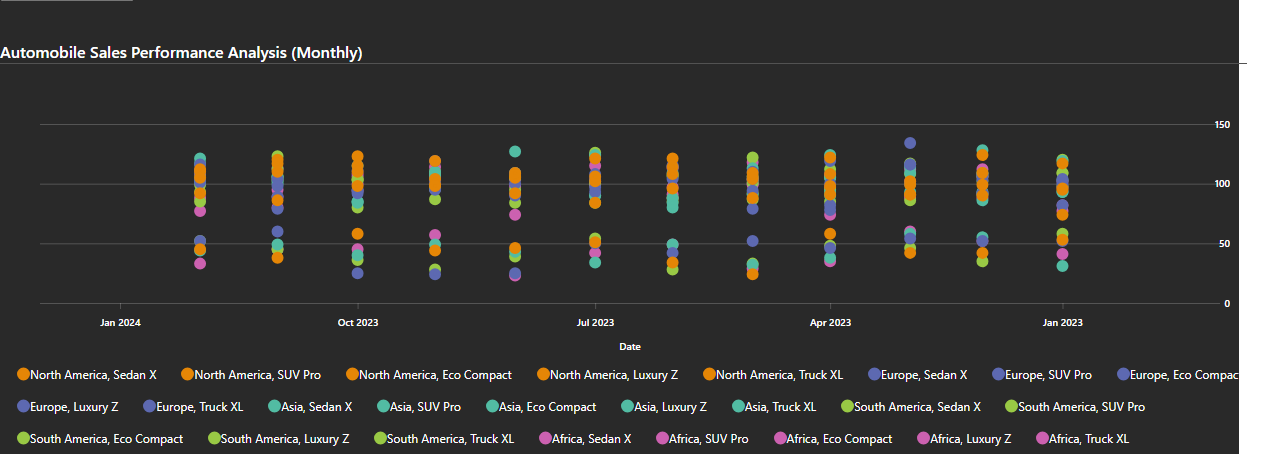 Automobile Sales Performance Analysis (Monthly)
150
100
50
0
Jan 2024 Oct 2023 Jul 2023 Apr 2023 Jan 2023
Date
North America, Sedan X North America, SUV Pro North America, Eco Compact North America, Luxury Z North America, Truck XL Europe, Sedan X Europe, SUV Pro Europe, Eco Compac
Europe, Luxury Z Europe, Truck XL Asia, Sedan X Asia, SUV Pro Asia, Eco Compact Asia, Luxury Z Asia, Truck XL South America, Sedan X South America, SUV Pro
South America, Eco Compact South America, Luxury Z South America, Truck XL Africa, Sedan X Africa, SUV Pro Africa, Eco Compact Africa, Luxury Z Africa, Truck XL